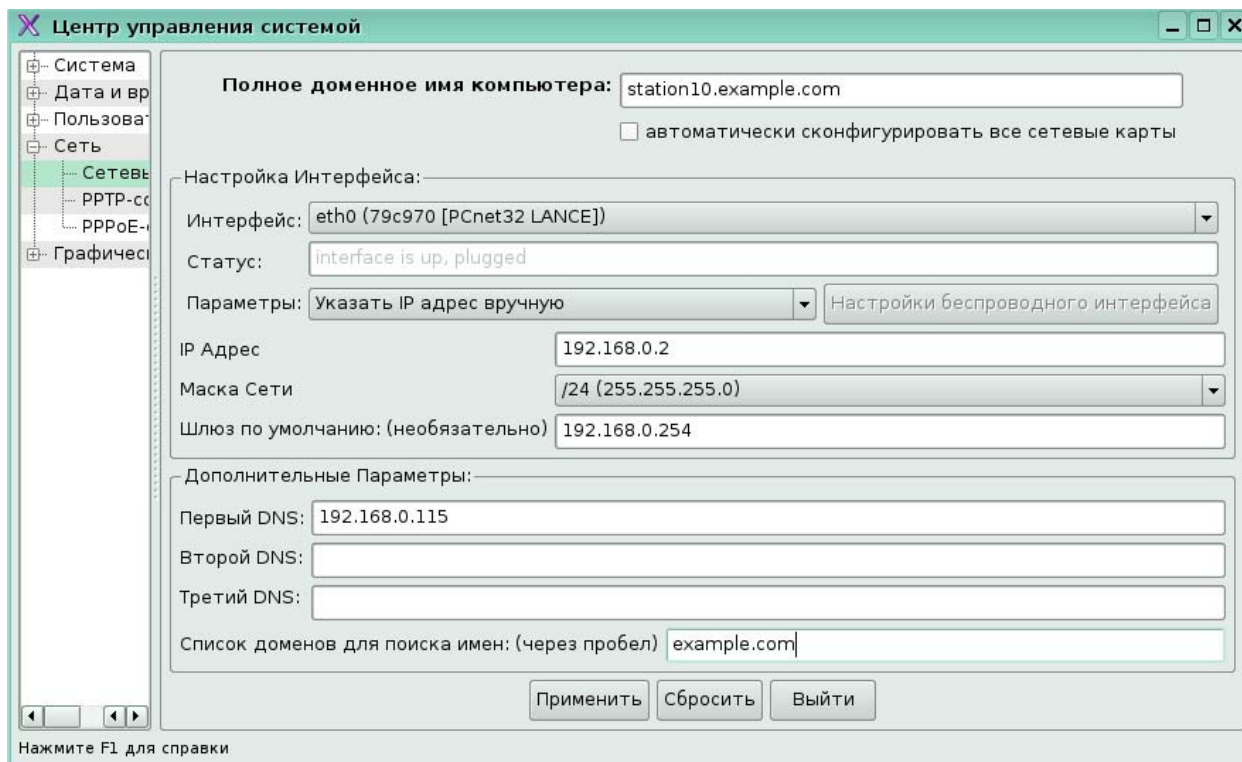 Центр управления системой
Система
Дата и вр
Пользоват
Сеть
Сетевы
PPTP-со
PPPoE-
Графичес
Полное доменное имя компьютера: station10.example.com
автоматически сконфигурировать все сетевые карты
Настройка Интерфейса:
Интерфейс: eth0 (79c970 [PCnet32 LANCE])
Статус: interface is up, plugged
Параметры: Указать IP адрес вручную Настройки беспроводного интерфейса
IP Адрес 192.168.0.2
Маска Сети /24 (255.255.255.0)
Шлюз по умолчанию: (необязательно) 192.168.0.254
Дополнительные Параметры:
Первый DNS: 192.168.0.115
Второй DNS:
Третий DNS:
Список доменов для поиска имен: (через пробел) example.com
Применить Сбросить Выйти
Нажмите F1 для справки